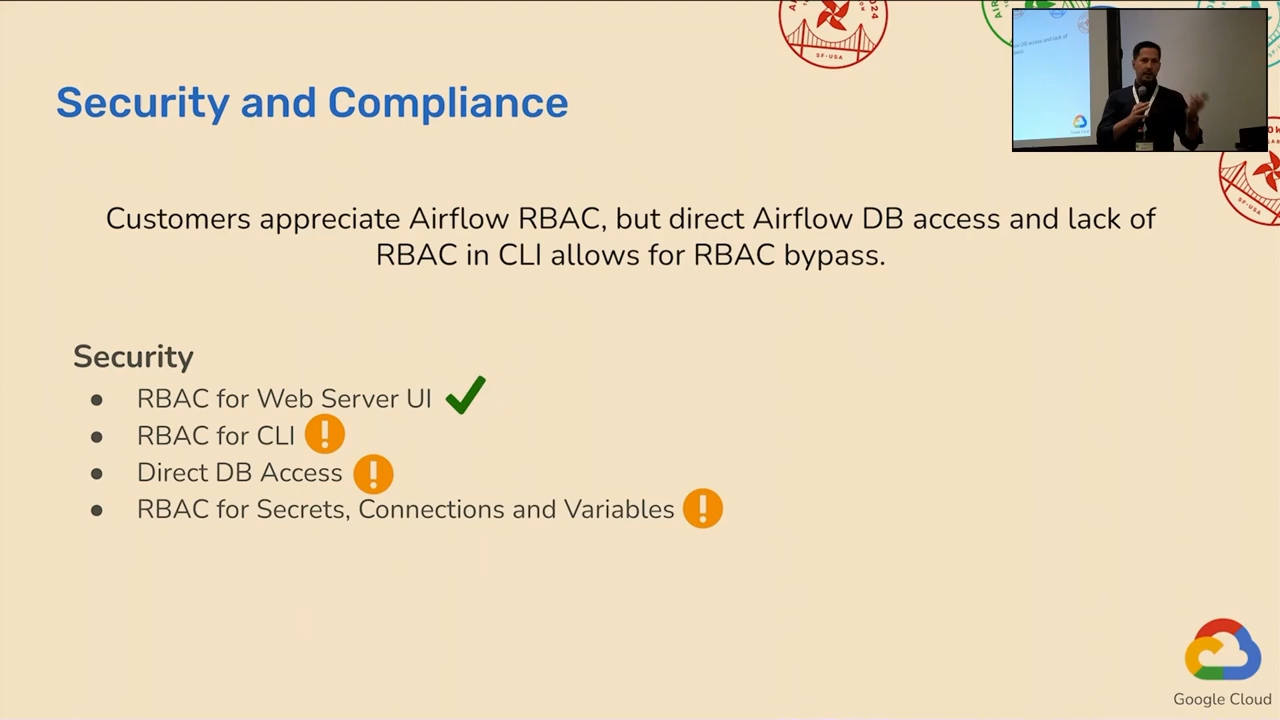 Security and Compliance
Customers appreciate Airflow RBAC, but direct Airflow DB access and lack of
RBAC in CLI allows for RBAC bypass.
Security
● RBAC for Web Server UI
● RBAC for CLI
● Direct DB Access
● RBAC for Secrets, Connections and Variables
Google Cloud
SF-USA